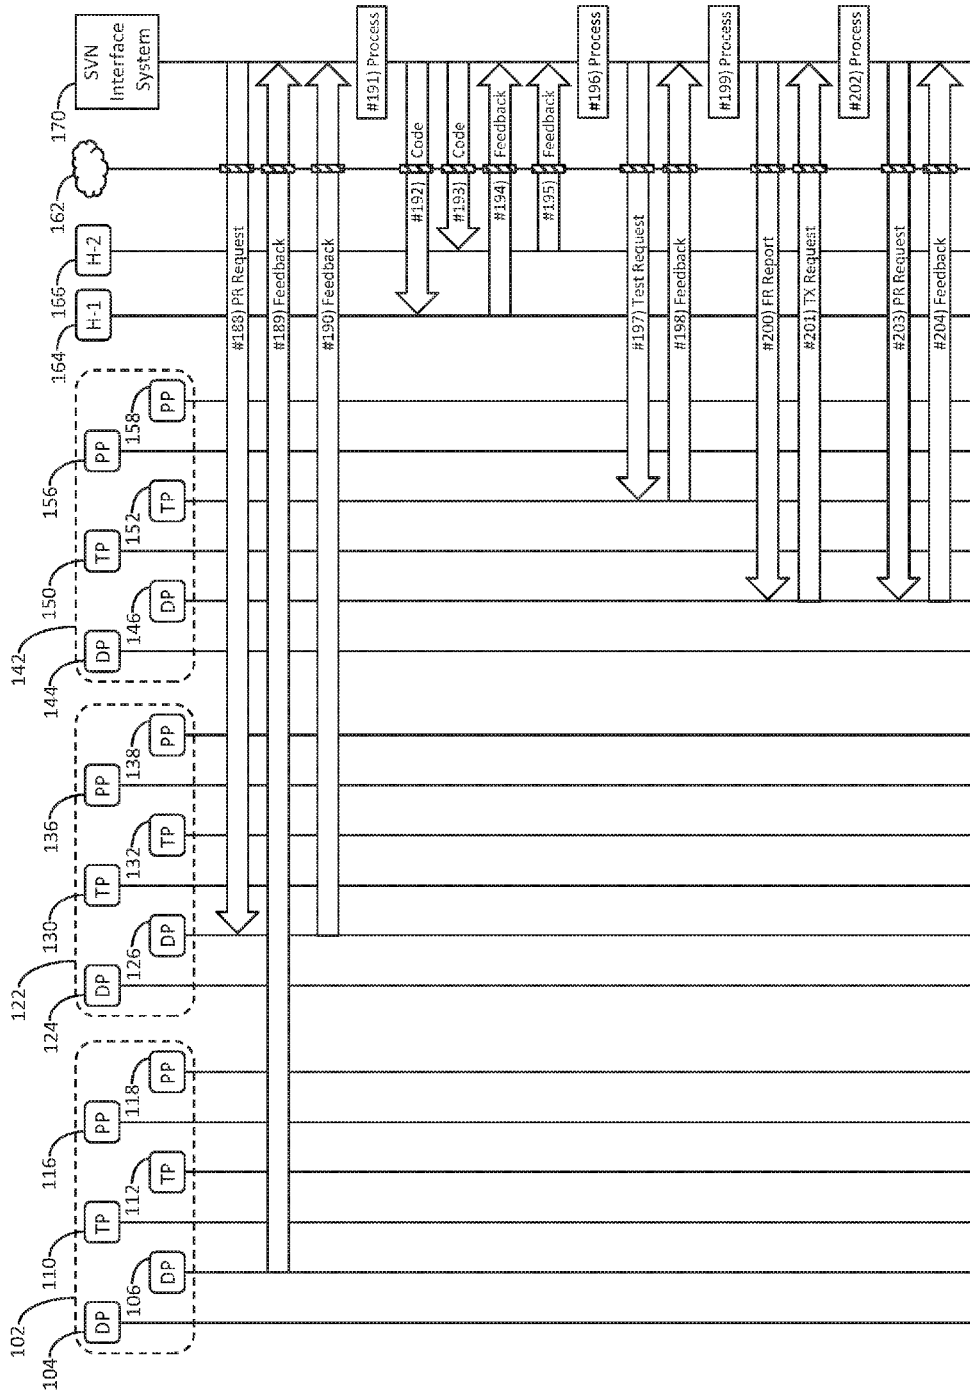 SVN
Interface
System
170
162
H-2
166
H-1
164
PP
158
PP
156
TP
152
TP
150
DP
146
DP
144
142
PP
138
PP
136
TP
132
TP
130
DP
126
DP
124
122
PP
118
PP
116
TP
112
TP
110
DP
106
DP
104
102
#188) PR Request
#189) Feedback
#190) Feedback
#191) Process
#192) Code
#193) Code
#194) Feedback
#195) Feedback
#196) Process
#197) Test Request
#198) Feedback
#199) Process
#200) FR Report
#201) TX Request
#202) Process
#203) PR Request
#204) Feedback